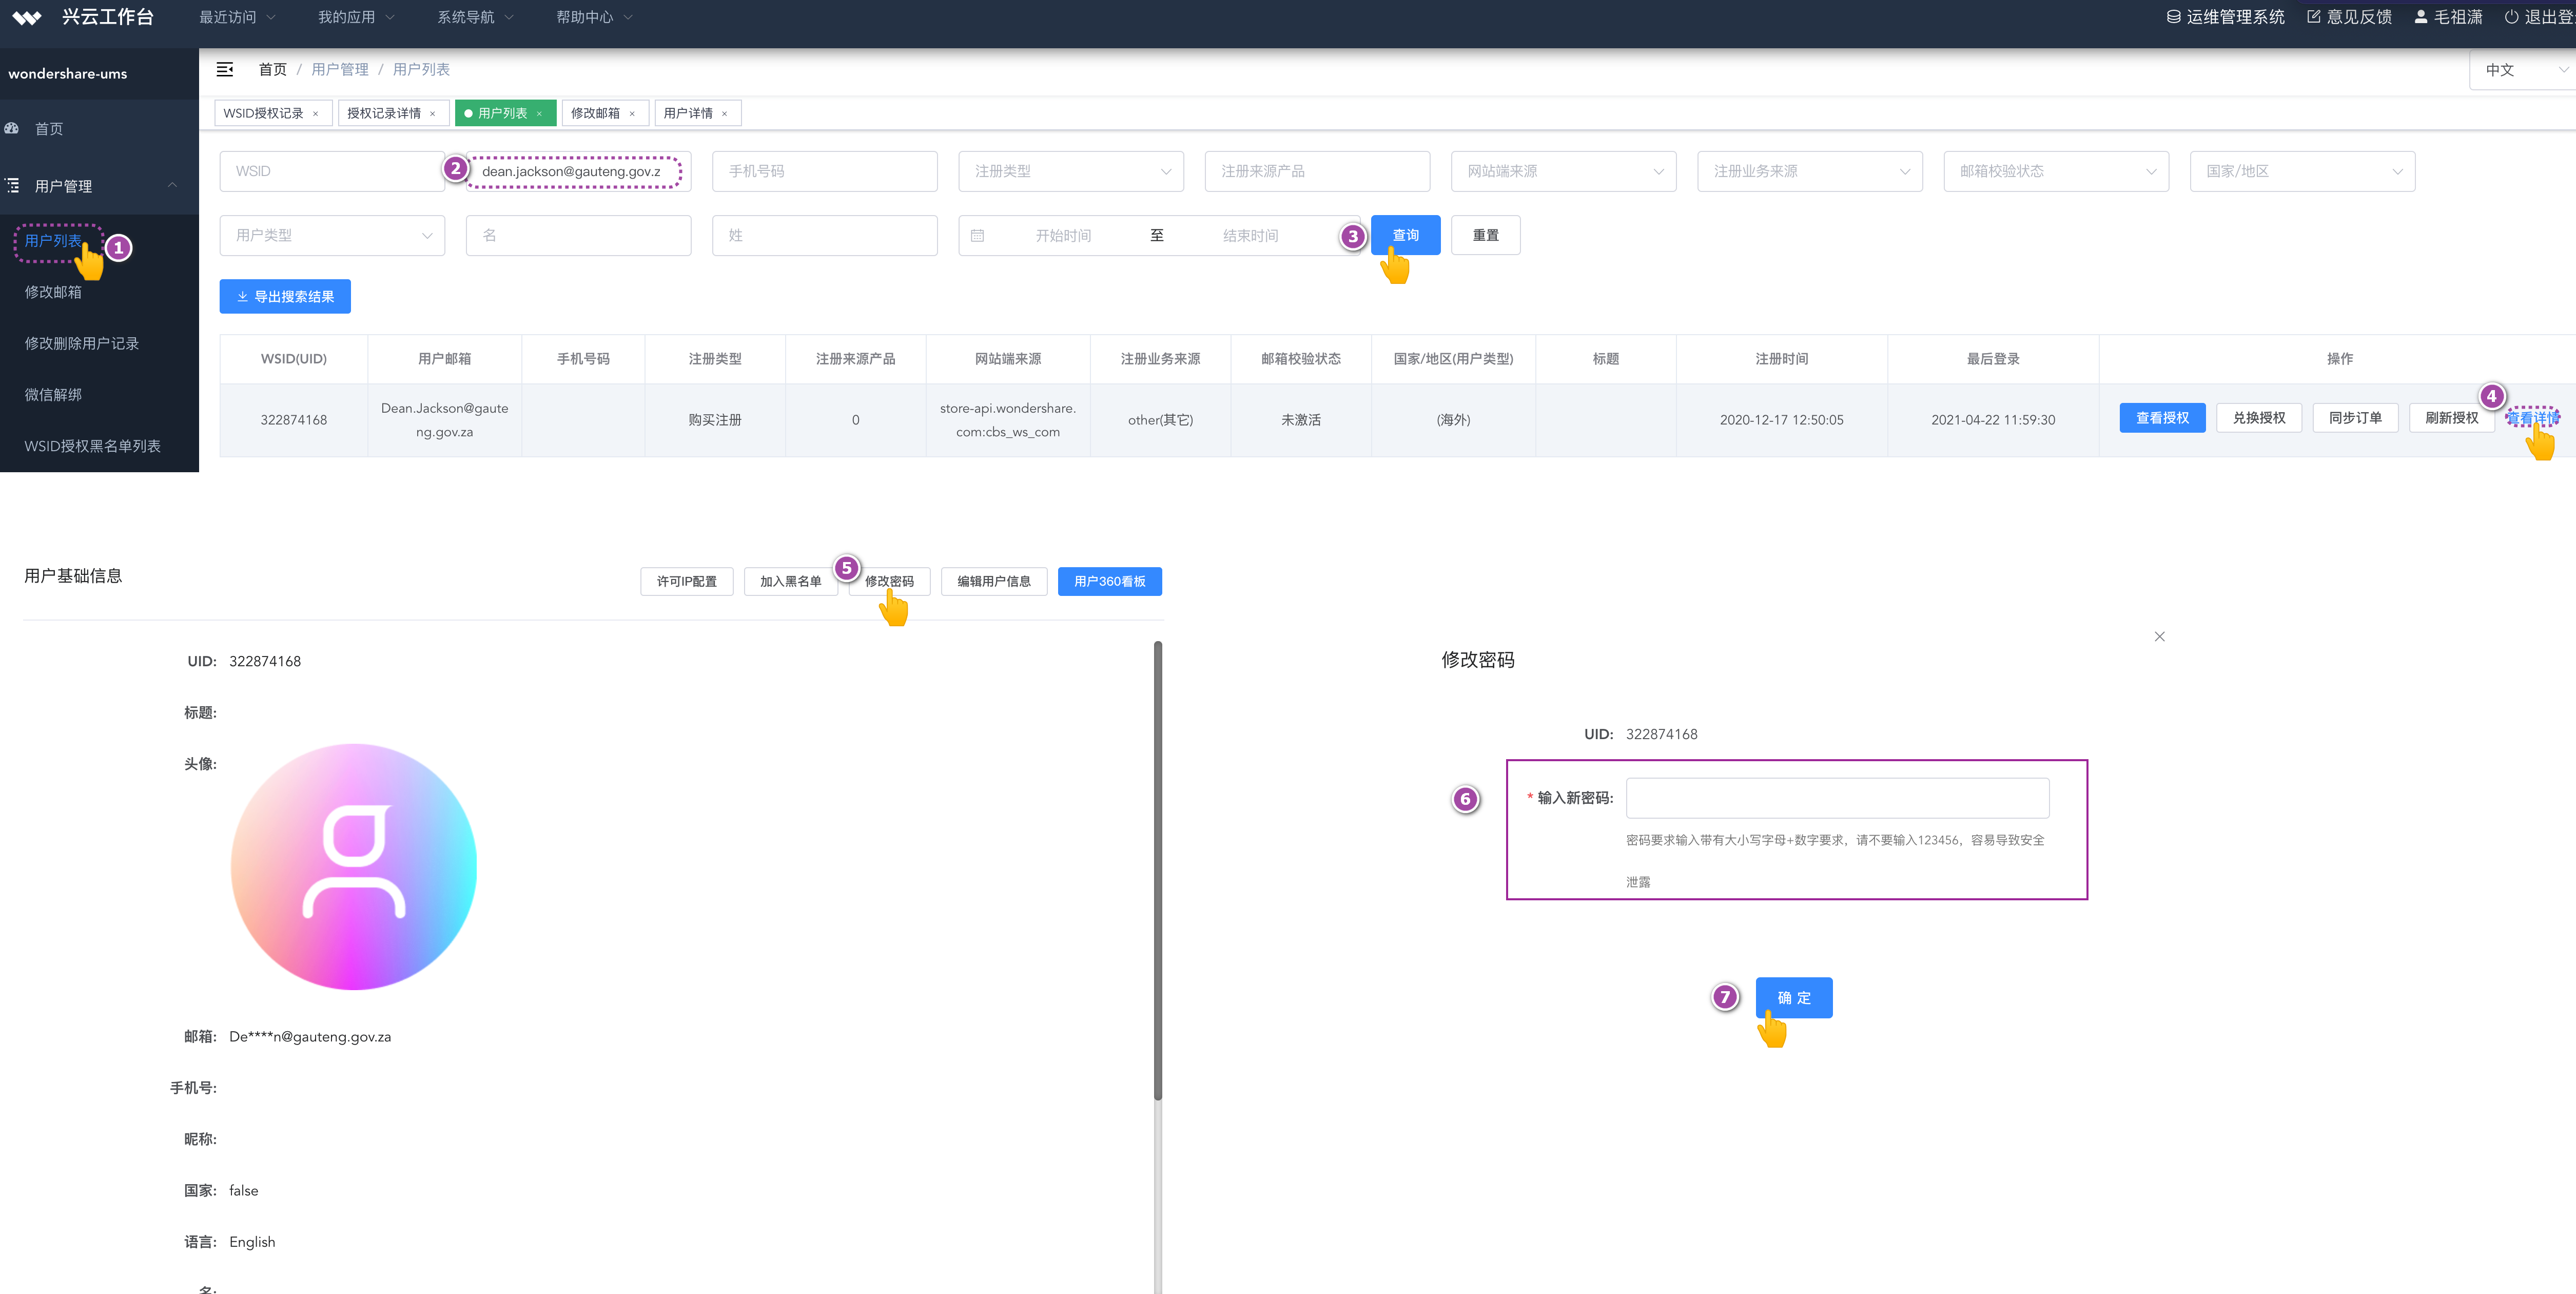 兴云工作台 最近访问 我的应用 系统导航 帮助中心 运维管理系统 意见反馈 毛祖潇 退出登
wondershare-ums
首页 / 用户管理 / 用户列表 中文
WSID授权记录 × 授权记录详情 × 用户列表 × 修改邮箱 × 用户详情 ×
首页
用户管理
用户列表 1
修改邮箱
修改删除用户记录
微信解绑
WSID授权黑名单列表
WSID 2 dean.jackson@gauteng.gov.z 手机号码 注册类型 注册来源产品 网站端来源 注册业务来源 邮箱校验状态 国家/地区
用户类型 名 姓 开始时间 至 结束时间 3 查询 重置
导出搜索结果
WSID(UID) 用户邮箱 手机号码 注册类型 注册来源产品 网站端来源 注册业务来源 邮箱校验状态 国家/地区(用户类型) 标题 注册时间 最后登录 操作
322874168 Dean.Jackson@gaute
ng.gov.za 购买注册 0 store-api.wondershare.
com:cbs_ws_com other(其它) 未激活 (海外) 2020-12-17 12:50:05 2021-04-22 11:59:30 查看授权 兑换授权 同步订单 刷新授权 4 查看详情
用户基础信息 许可IP配置 加入黑名单 5 修改密码 编辑用户信息 用户360看板
UID: 322874168
标题:
头像:
邮箱: De****n@gauteng.gov.za
手机号:
昵称:
国家: false
语言: English
名:
修改密码
UID: 322874168
6 * 输入新密码:
密码要求输入带有大小写字母+数字要求，请不要输入123456，容易导致安全
泄露
7 确 定